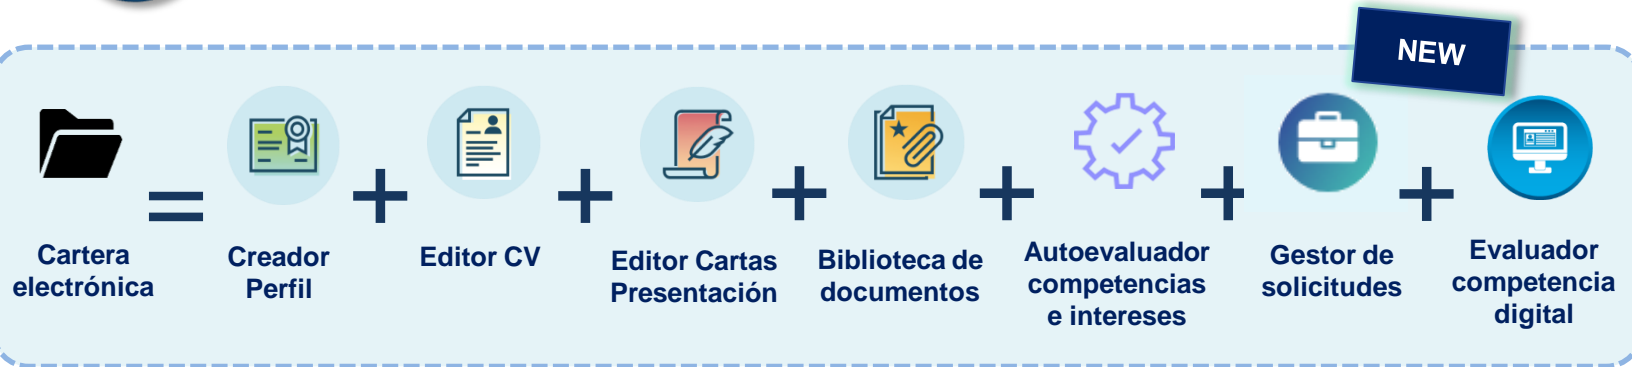 NEW
Cartera
electrónica
=
Creador
Perfil
+
Editor CV
+
Editor Cartas
Presentación
+
Biblioteca de
documentos
+
Autoevaluador
competencias
e intereses
+
Gestor de
solicitudes
+
Evaluador
competencia
digital